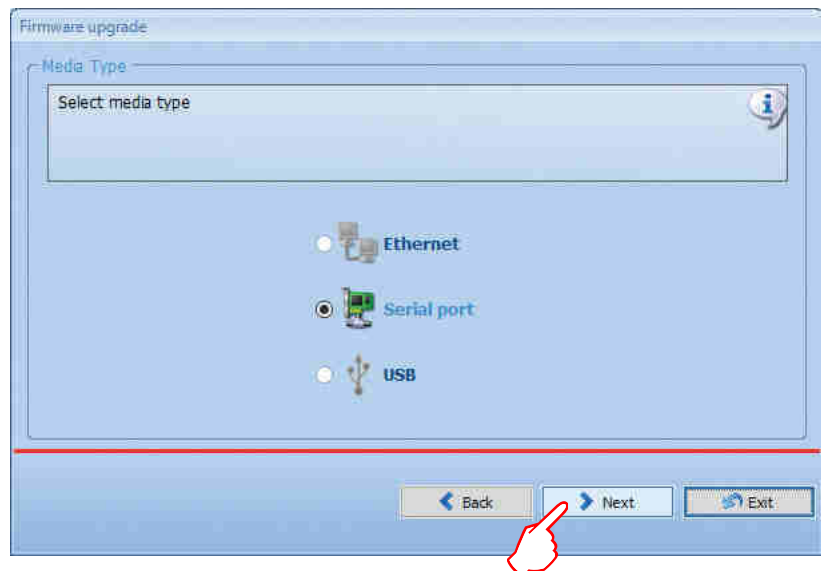 Firmware upgrade
Media Type
Select media type
Ethernet
Serial port
USB
Back
Next
Exit